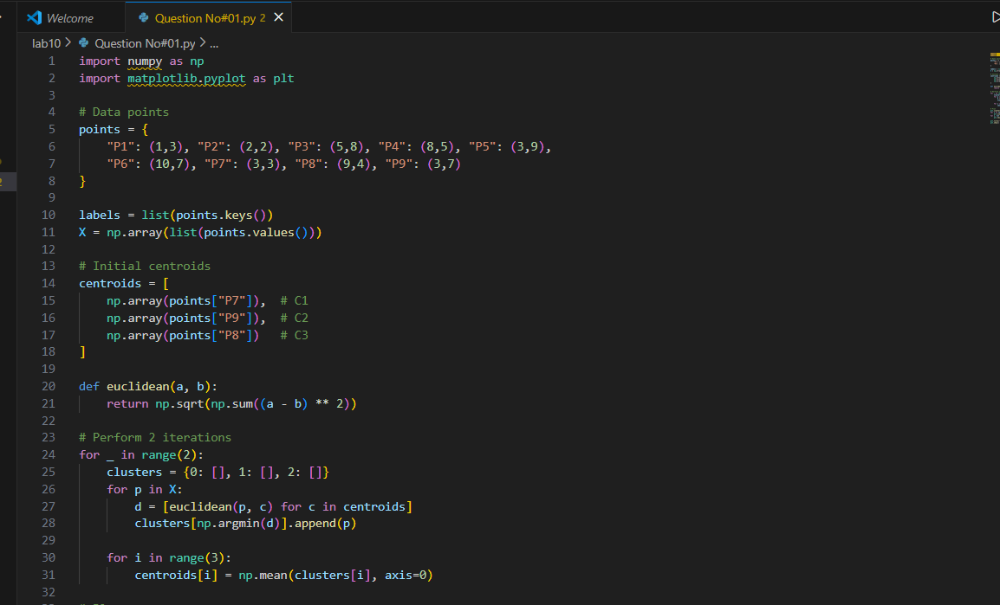 Welcome
Question No#01.py 2
lab10 > Question No#01.py > ...
1 import numpy as np
2 import matplotlib.pyplot as plt
3
4 # Data points
5 points = {
6 "P1": (1,3), "P2": (2,2), "P3": (5,8), "P4": (8,5), "P5": (3,9),
7 "P6": (10,7), "P7": (3,3), "P8": (9,4), "P9": (3,7)
8 }
9
10 labels = list(points.keys())
11 X = np.array(list(points.values()))
12
13 # Initial centroids
14 centroids = [
15 np.array(points["P7"]), # C1
16 np.array(points["P9"]), # C2
17 np.array(points["P8"]) # C3
18 ]
19
20 def euclidean(a, b):
21 return np.sqrt(np.sum((a - b) ** 2))
22
23 # Perform 2 iterations
24 for _ in range(2):
25 clusters = {0: [], 1: [], 2: []}
26 for p in X:
27 d = [euclidean(p, c) for c in centroids]
28 clusters[np.argmin(d)].append(p)
29
30 for i in range(3):
31 centroids[i] = np.mean(clusters[i], axis=0)
32